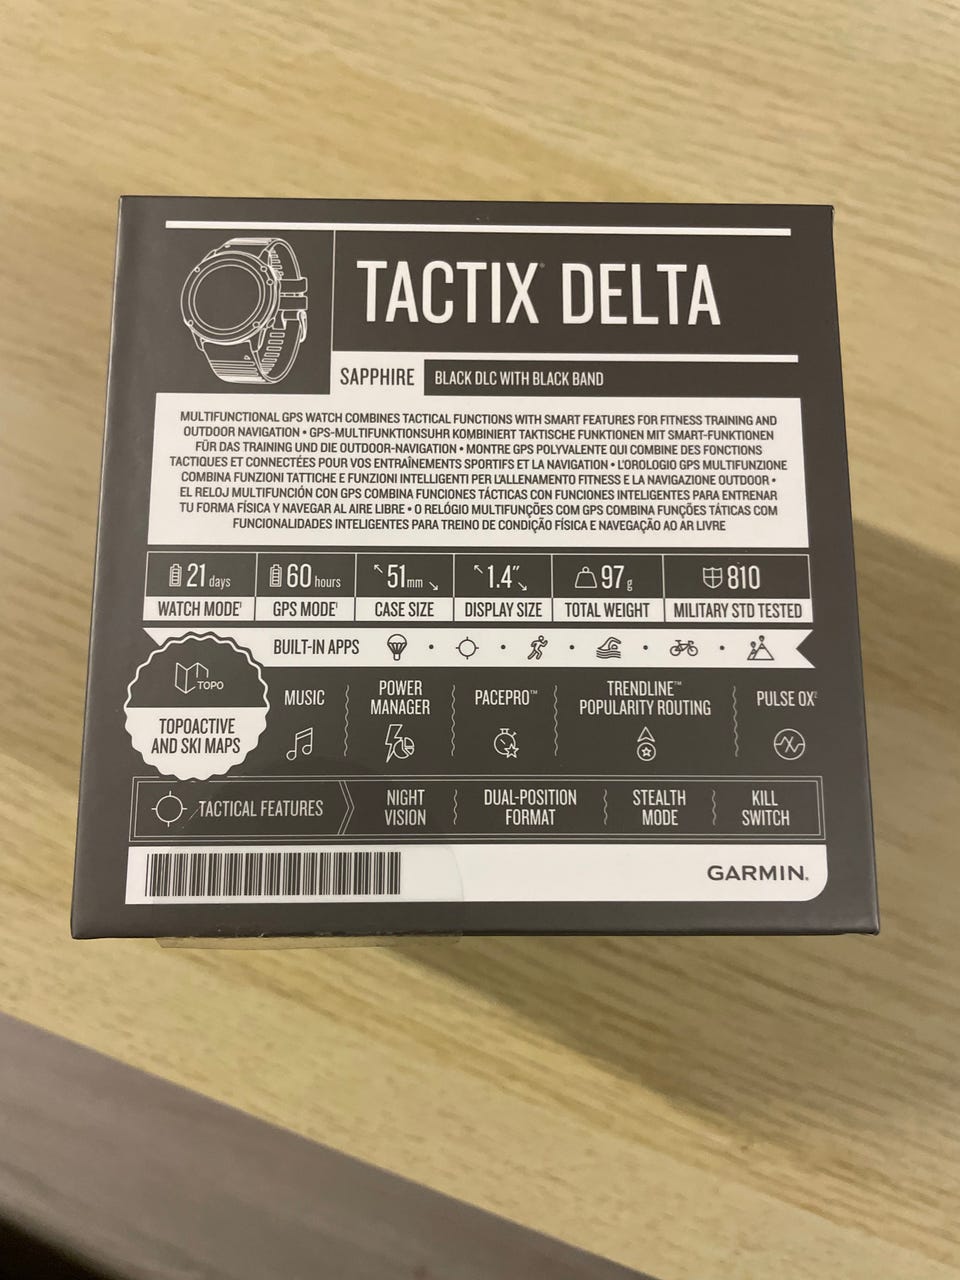 TACTIX® DELTA
SAPPHIRE
BLACK DLC WITH BLACK BAND
MULTIFUNCTIONAL GPS WATCH COMBINES TACTICAL FUNCTIONS WITH SMART FEATURES FOR FITNESS TRAINING AND
OUTDOOR NAVIGATION • GPS-MULTIFUNKTIONSUHR KOMBINIERT TAKTISCHE FUNKTIONEN MIT SMART-FUNKTIONEN
FÜR DAS TRAINING UND DIE OUTDOOR-NAVIGATION • MONTRE GPS POLYVALENTE QUI COMBINE DES FONCTIONS
TACTIQUES ET CONNECTÉES POUR VOS ENTRAÎNEMENTS SPORTIFS ET LA NAVIGATION • L'OROLOGIO GPS MULTIFUNZIONE
COMBINA FUNZIONI TATTICHE E FUNZIONI INTELLIGENTI PER L'ALLENAMENTO FITNESS E LA NAVIGAZIONE OUTDOOR •
EL RELOJ MULTIFUNCIÓN CON GPS COMBINA FUNCIONES TÁCTICAS CON FUNCIONES INTELIGENTES PARA ENTRENAR
TU FORMA FÍSICA Y NAVEGAR AL AIRE LIBRE • O RELÓGIO MULTIFUNÇÕES COM GPS COMBINA FUNÇÕES TÁTICAS COM
FUNCIONALIDADES INTELIGENTES PARA TREINO DE CONDIÇÃO FÍSICA E NAVEGAÇÃO AO AR LIVRE
21 days
WATCH MODE¹
60 hours
GPS MODE¹
51mm
CASE SIZE
1.4"
DISPLAY SIZE
97g
TOTAL WEIGHT
810
MILITARY STD TESTED
BUILT-IN APPS
TOPO
TOPOACTIVE
AND SKI MAPS
MUSIC
POWER
MANAGER
PACEPRO™
TRENDLINE™
POPULARITY ROUTING
PULSE OX²
TACTICAL FEATURES
NIGHT
VISION
DUAL-POSITION
FORMAT
STEALTH
MODE
KILL
SWITCH
GARMIN.